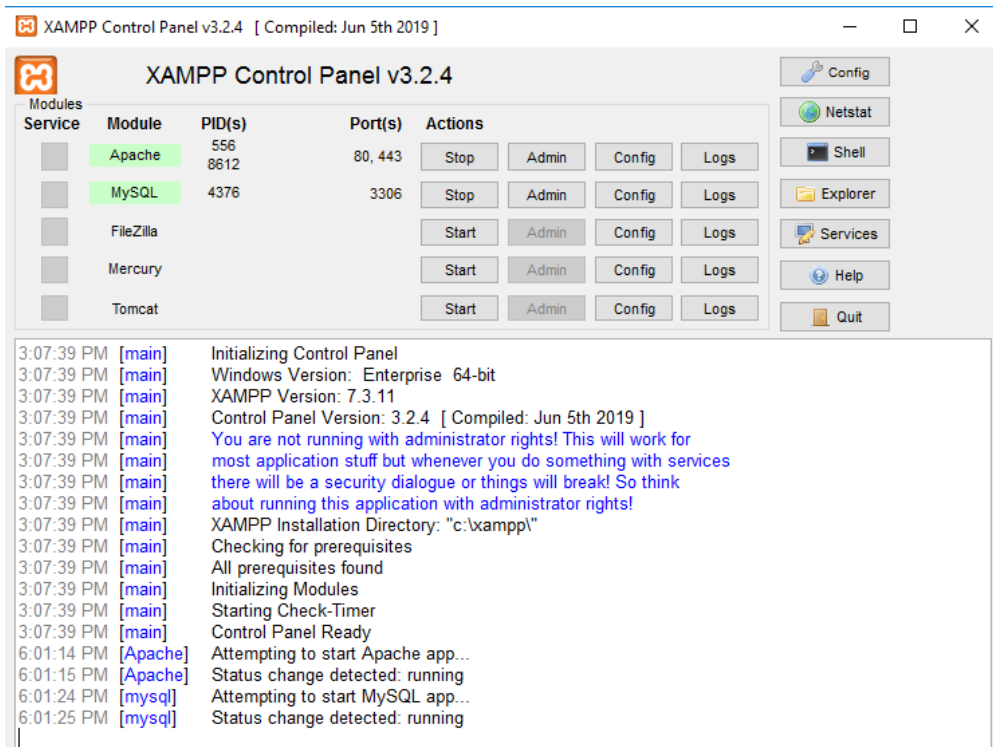 XAMPP Control Panel v3.2.4 [ Compiled: Jun 5th 2019 ]
XAMPP Control Panel v3.2.4
Config
Netstat
Shell
Explorer
Services
Help
Quit
Modules
Service Module PID(s) Port(s) Actions
Apache 556 8612 80, 443 Stop Admin Config Logs
MySQL 4376 3306 Stop Admin Config Logs
FileZilla Start Admin Config Logs
Mercury Start Admin Config Logs
Tomcat Start Admin Config Logs
3:07:39 PM [main] Initializing Control Panel
3:07:39 PM [main] Windows Version: Enterprise 64-bit
3:07:39 PM [main] XAMPP Version: 7.3.11
3:07:39 PM [main] Control Panel Version: 3.2.4 [ Compiled: Jun 5th 2019 ]
3:07:39 PM [main] You are not running with administrator rights! This will work for
3:07:39 PM [main] most application stuff but whenever you do something with services
3:07:39 PM [main] there will be a security dialogue or things will break! So think
3:07:39 PM [main] about running this application with administrator rights!
3:07:39 PM [main] XAMPP Installation Directory: "c:\xampp\"
3:07:39 PM [main] Checking for prerequisites
3:07:39 PM [main] All prerequisites found
3:07:39 PM [main] Initializing Modules
3:07:39 PM [main] Starting Check-Timer
3:07:39 PM [main] Control Panel Ready
6:01:14 PM [Apache] Attempting to start Apache app...
6:01:15 PM [Apache] Status change detected: running
6:01:24 PM [mysql] Attempting to start MySQL app...
6:01:25 PM [mysql] Status change detected: running